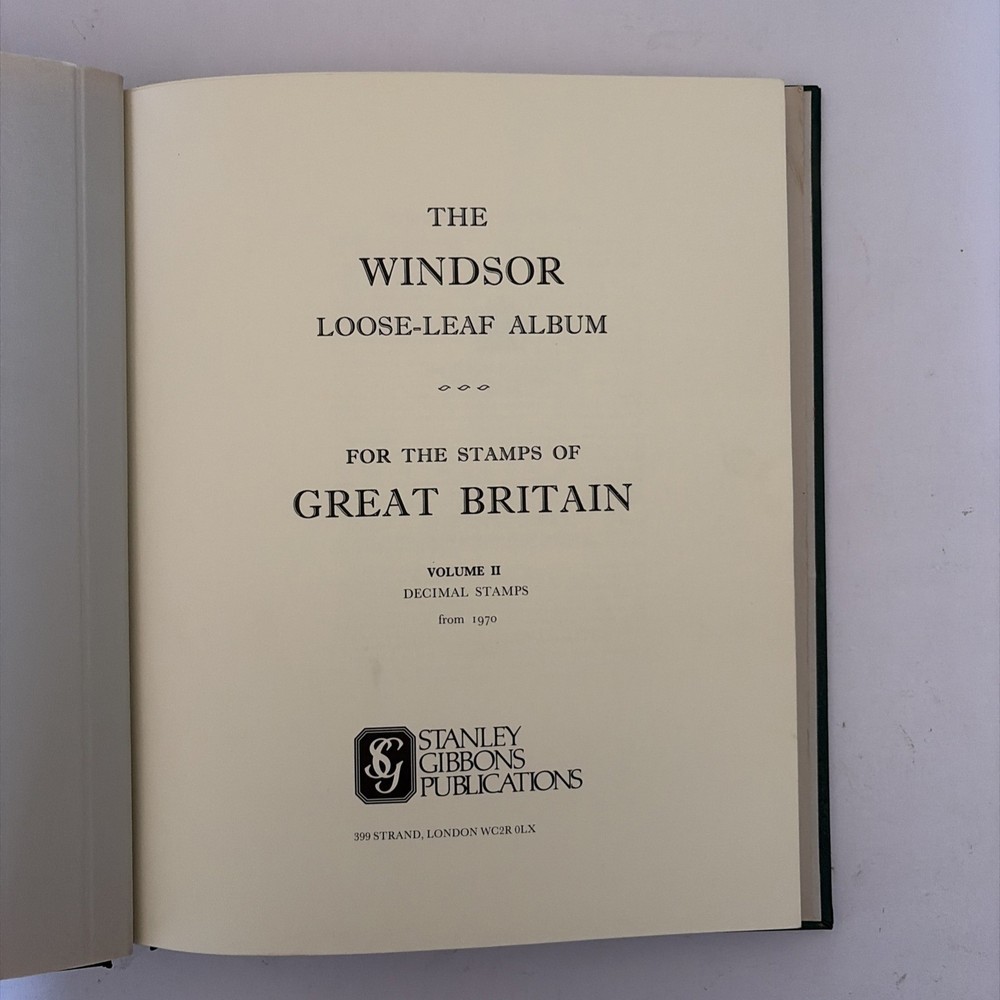 THE
WINDSOR
LOOSE-LEAF ALBUM
FOR THE STAMPS OF
GREAT BRITAIN
VOLUME II
DECIMAL STAMPS
from 1970
SG
STANLEY
GIBBONS
PUBLICATIONS
399 STRAND, LONDON WC2R 0LX